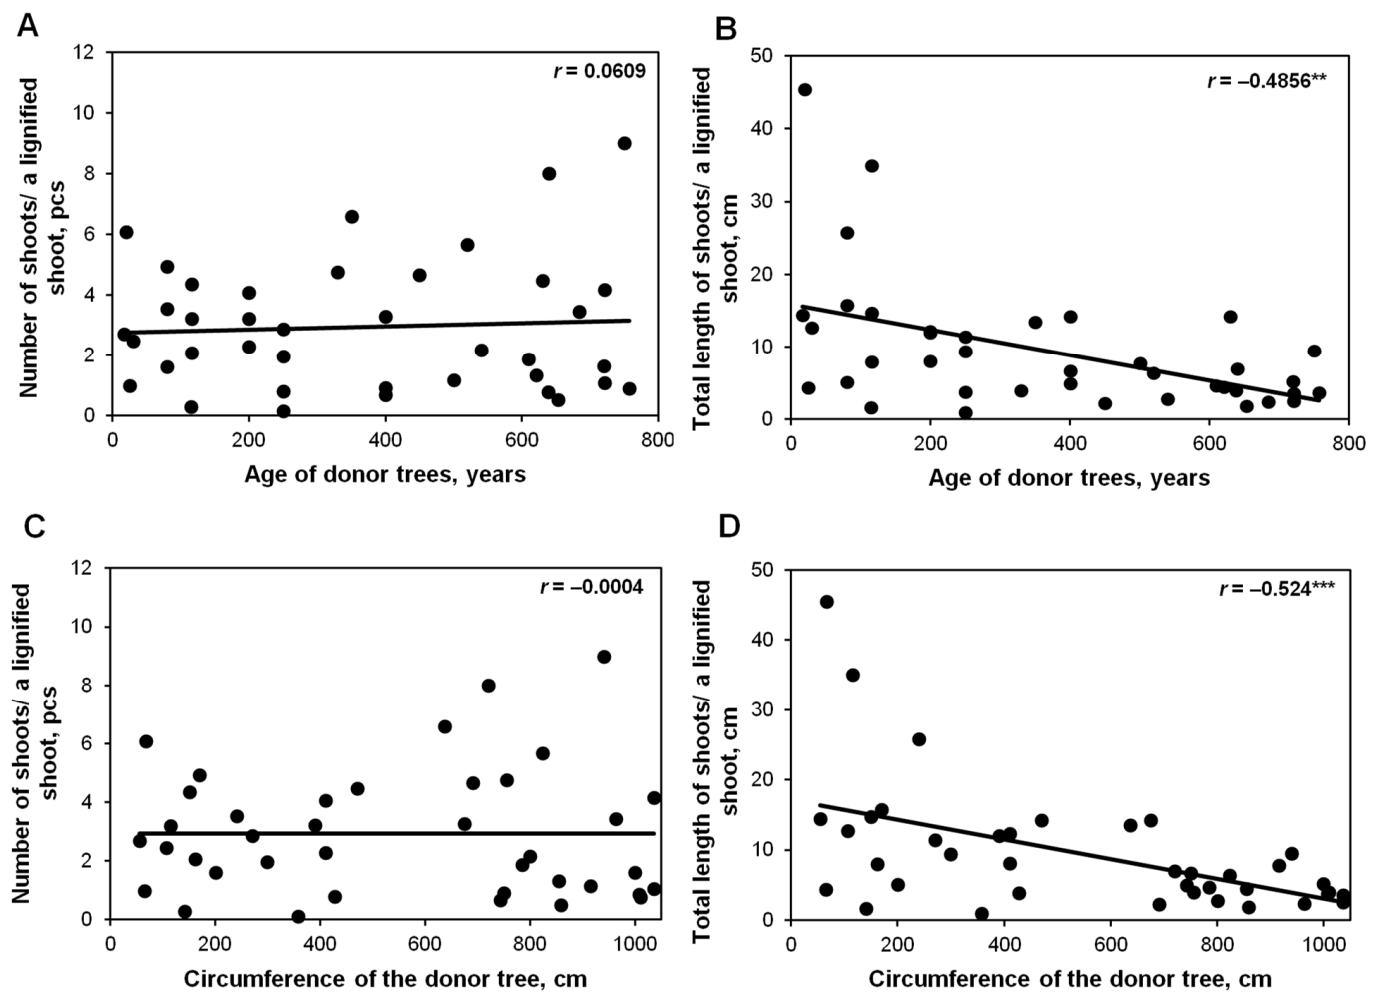 A
Number of shoots/ a lignified
shoot, pcs
12
10
8
6
4
2
0
r = 0.0609
0 200 400 600 800
Age of donor trees, years
B
Total length of shoots/ a lignified
shoot, cm
50
40
30
20
10
0
r = –0.4856**
0 200 400 600 800
Age of donor trees, years
C
Number of shoots/ a lignified
shoot, pcs
12
10
8
6
4
2
0
r = –0.0004
0 200 400 600 800 1000
Circumference of the donor tree, cm
D
Total length of shoots/ a lignified
shoot, cm
50
40
30
20
10
0
r = –0.524***
0 200 400 600 800 1000
Circumference of the donor tree, cm